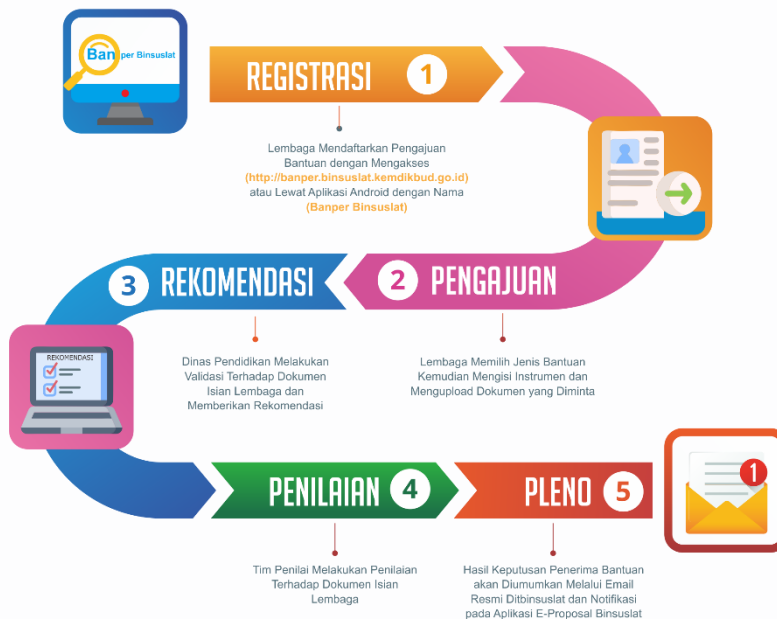 Ban per Binsuslat
REGISTRASI 1
Lembaga Mendaftarkan Pengajuan
Bantuan dengan Mengakses
(http://banper.binsuslat.kemdikbud.go.id)
atau Lewat Aplikasi Android dengan Nama
(Banper Binsuslat)
2 PENGAJUAN
Lembaga Memilih Jenis Bantuan
Kemudian Mengisi Instrumen dan
Mengupload Dokumen yang Diminta
3 REKOMENDASI
REKOMENDASI
Dinas Pendidikan Melakukan
Validasi Terhadap Dokumen
Isian Lembaga dan
Memberikan Rekomendasi
PENILAIAN 4
Tim Penilai Melakukan Penilaian
Terhadap Dokumen Isian
Lembaga
PLENO 5
1
Hasil Keputusan Penerima Bantuan
akan Diumumkan Melalui Email
Resmi Ditbinsuslat dan Notifikasi
pada Aplikasi E-Proposal Binsuslat